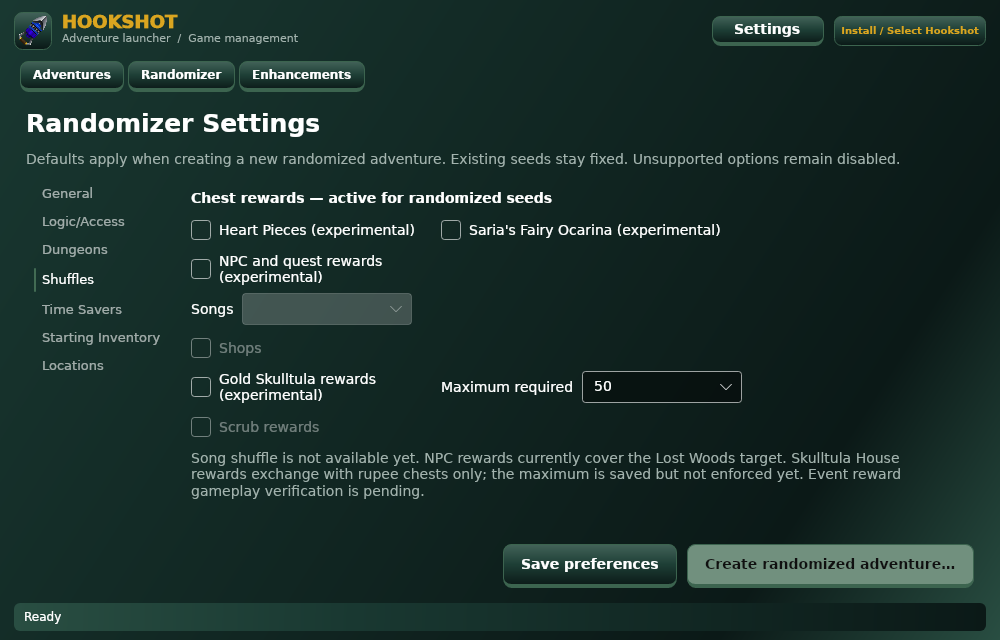 HOOKSHOT
Adventure launcher / Game management
Settings
Install / Select Hookshot
Adventures
Randomizer
Enhancements
Randomizer Settings
Defaults apply when creating a new randomized adventure. Existing seeds stay fixed. Unsupported options remain disabled.
General
Logic/Access
Dungeons
Shuffles
Time Savers
Starting Inventory
Locations
Chest rewards — active for randomized seeds
Heart Pieces (experimental)
Saria's Fairy Ocarina (experimental)
NPC and quest rewards
(experimental)
Songs
Shops
Gold Skulltula rewards
(experimental)
Maximum required
50
Scrub rewards
Song shuffle is not available yet. NPC rewards currently cover the Lost Woods target. Skulltula House
rewards exchange with rupee chests only; the maximum is saved but not enforced yet. Event reward
gameplay verification is pending.
Save preferences
Create randomized adventure...
Ready